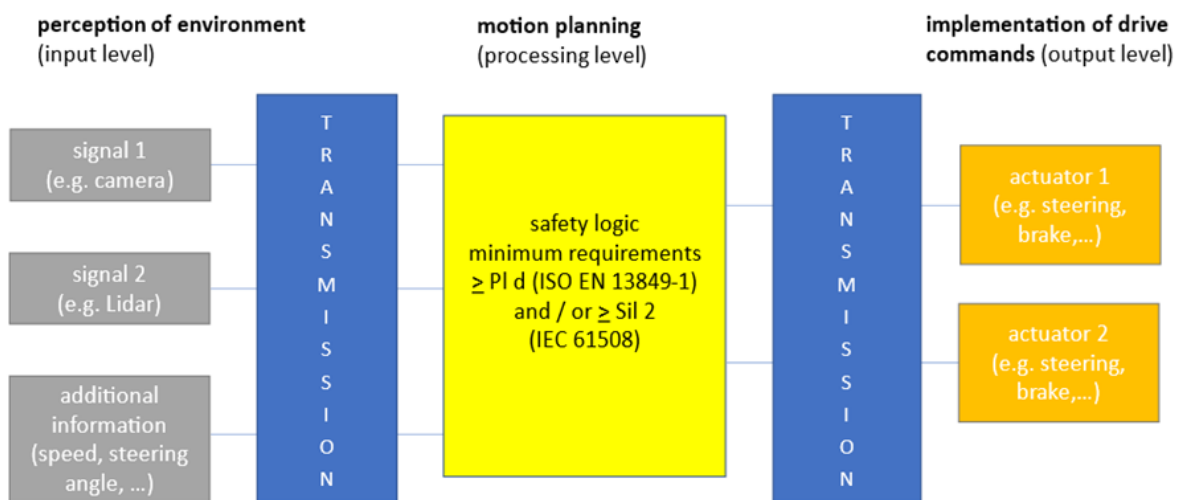 perception of environment
(input level)
motion planning
(processing level)
implementation of drive
commands (output level)
signal 1
(e.g. camera)
signal 2
(e.g. Lidar)
additional
information
(speed, steering
angle, ...)
TRANSMISSION
safety logic
minimum requirements
≥ Pl d (ISO EN 13849-1)
and / or ≥ Sil 2
(IEC 61508)
TRANSMISSION
actuator 1
(e.g. steering,
brake,...)
actuator 2
(e.g. steering,
brake,...)